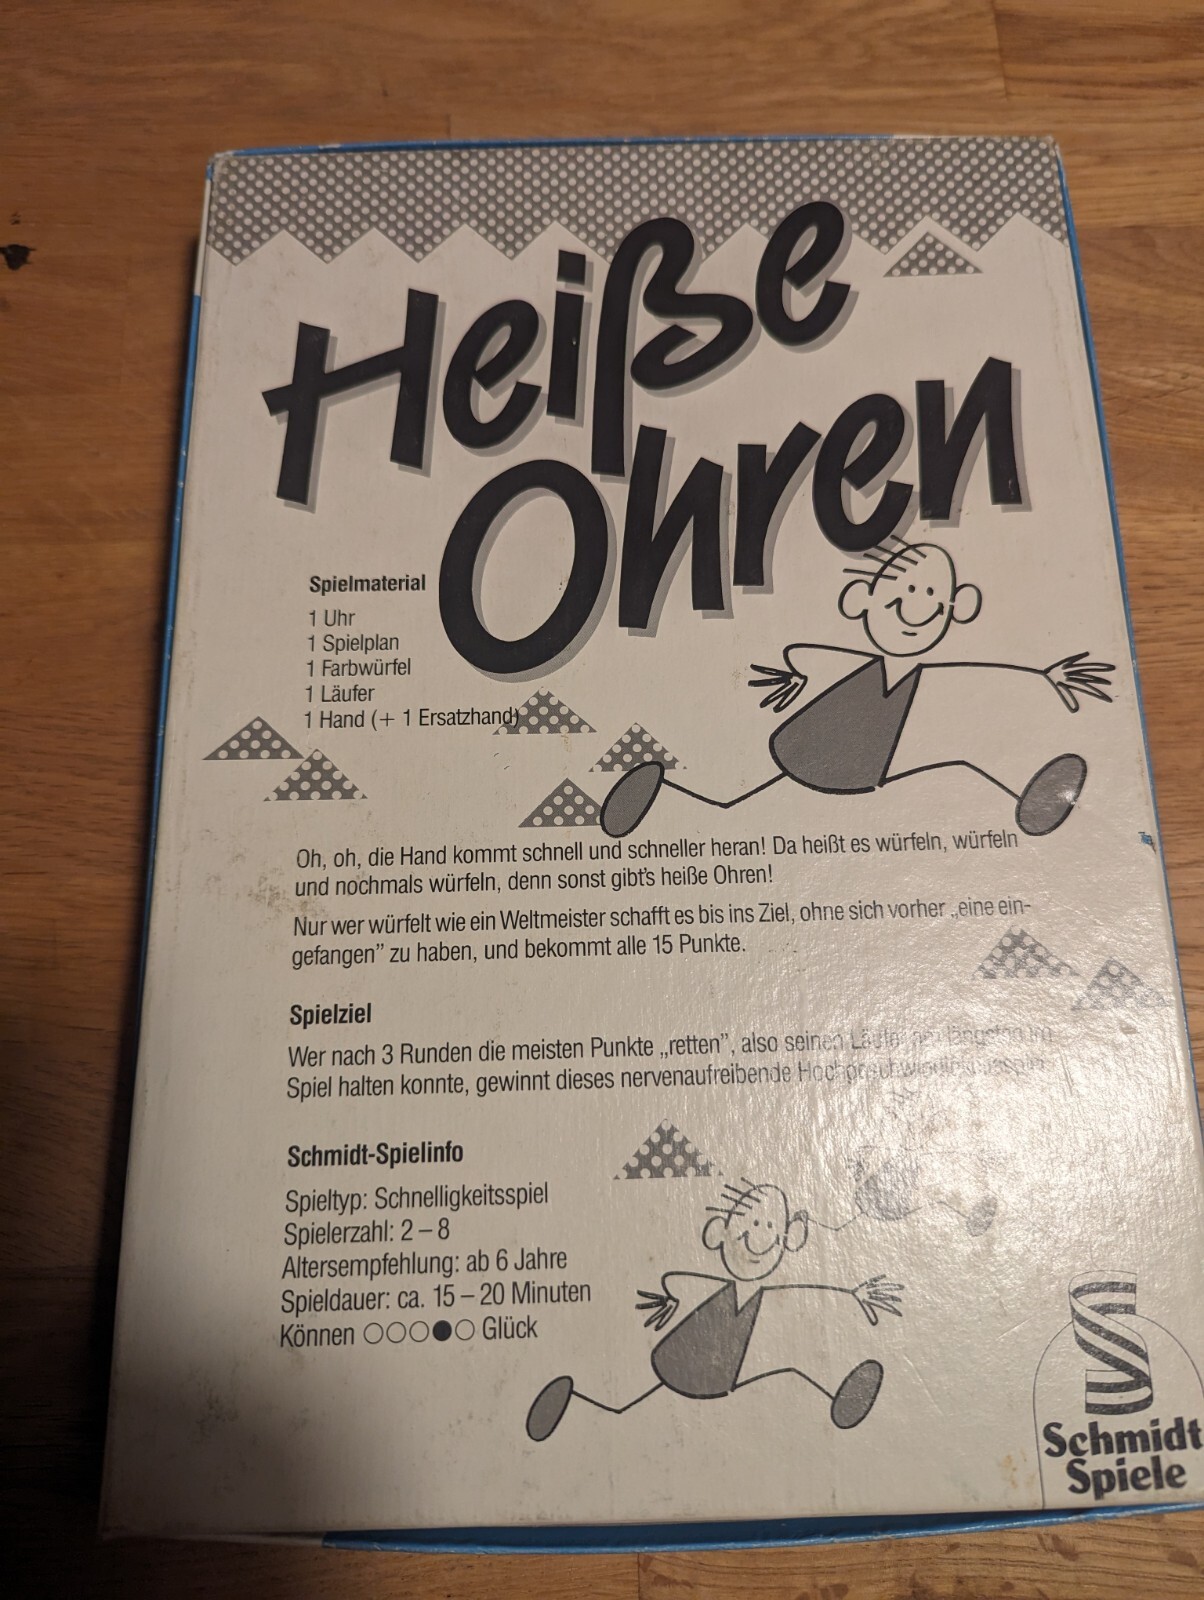 Heiße
Ohren
Spielmaterial
1 Uhr
1 Spielplan
1 Farbwürfel
1 Läufer
1 Hand (+ 1 Ersatzhand)
Oh, oh, die Hand kommt schnell und schneller heran! Da heißt es würfeln, würfeln
und nochmals würfeln, denn sonst gibt's heiße Ohren!
Nur wer würfelt wie ein Weltmeister schafft es bis ins Ziel, ohne sich vorher „eine ein-
gefangen” zu haben, und bekommt alle 15 Punkte.
Spielziel
Wer nach 3 Runden die meisten Punkte „retten”, also seinen Läufer am längsten im
Spiel halten konnte, gewinnt dieses nervenaufreibende Hochgeschwindigkeitsspiel.
Schmidt-Spielinfo
Spieltyp: Schnelligkeitsspiel
Spielerzahl: 2 – 8
Altersempfehlung: ab 6 Jahre
Spieldauer: ca. 15 – 20 Minuten
Können ○○○●○ Glück
Schmidt
Spiele